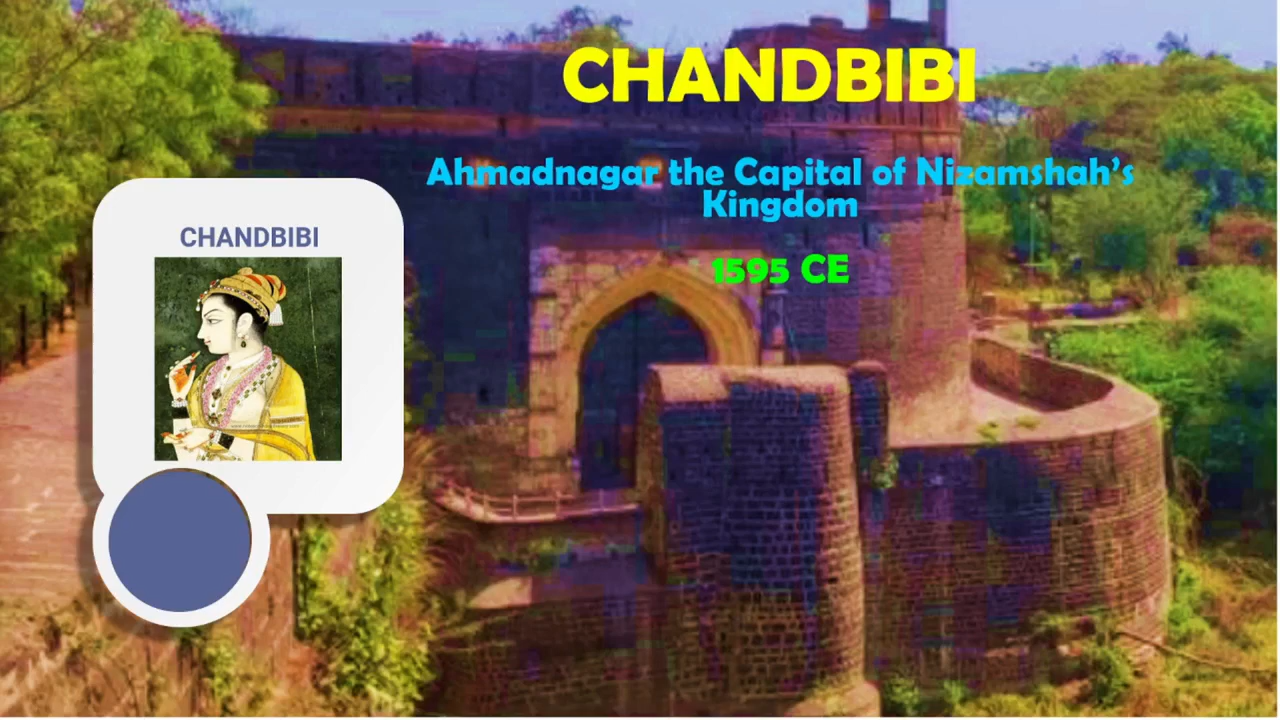 CHANDBIBI
Ahmadnagar the Capital of Nizamshah's
Kingdom
1595 CE
CHANDBIBI